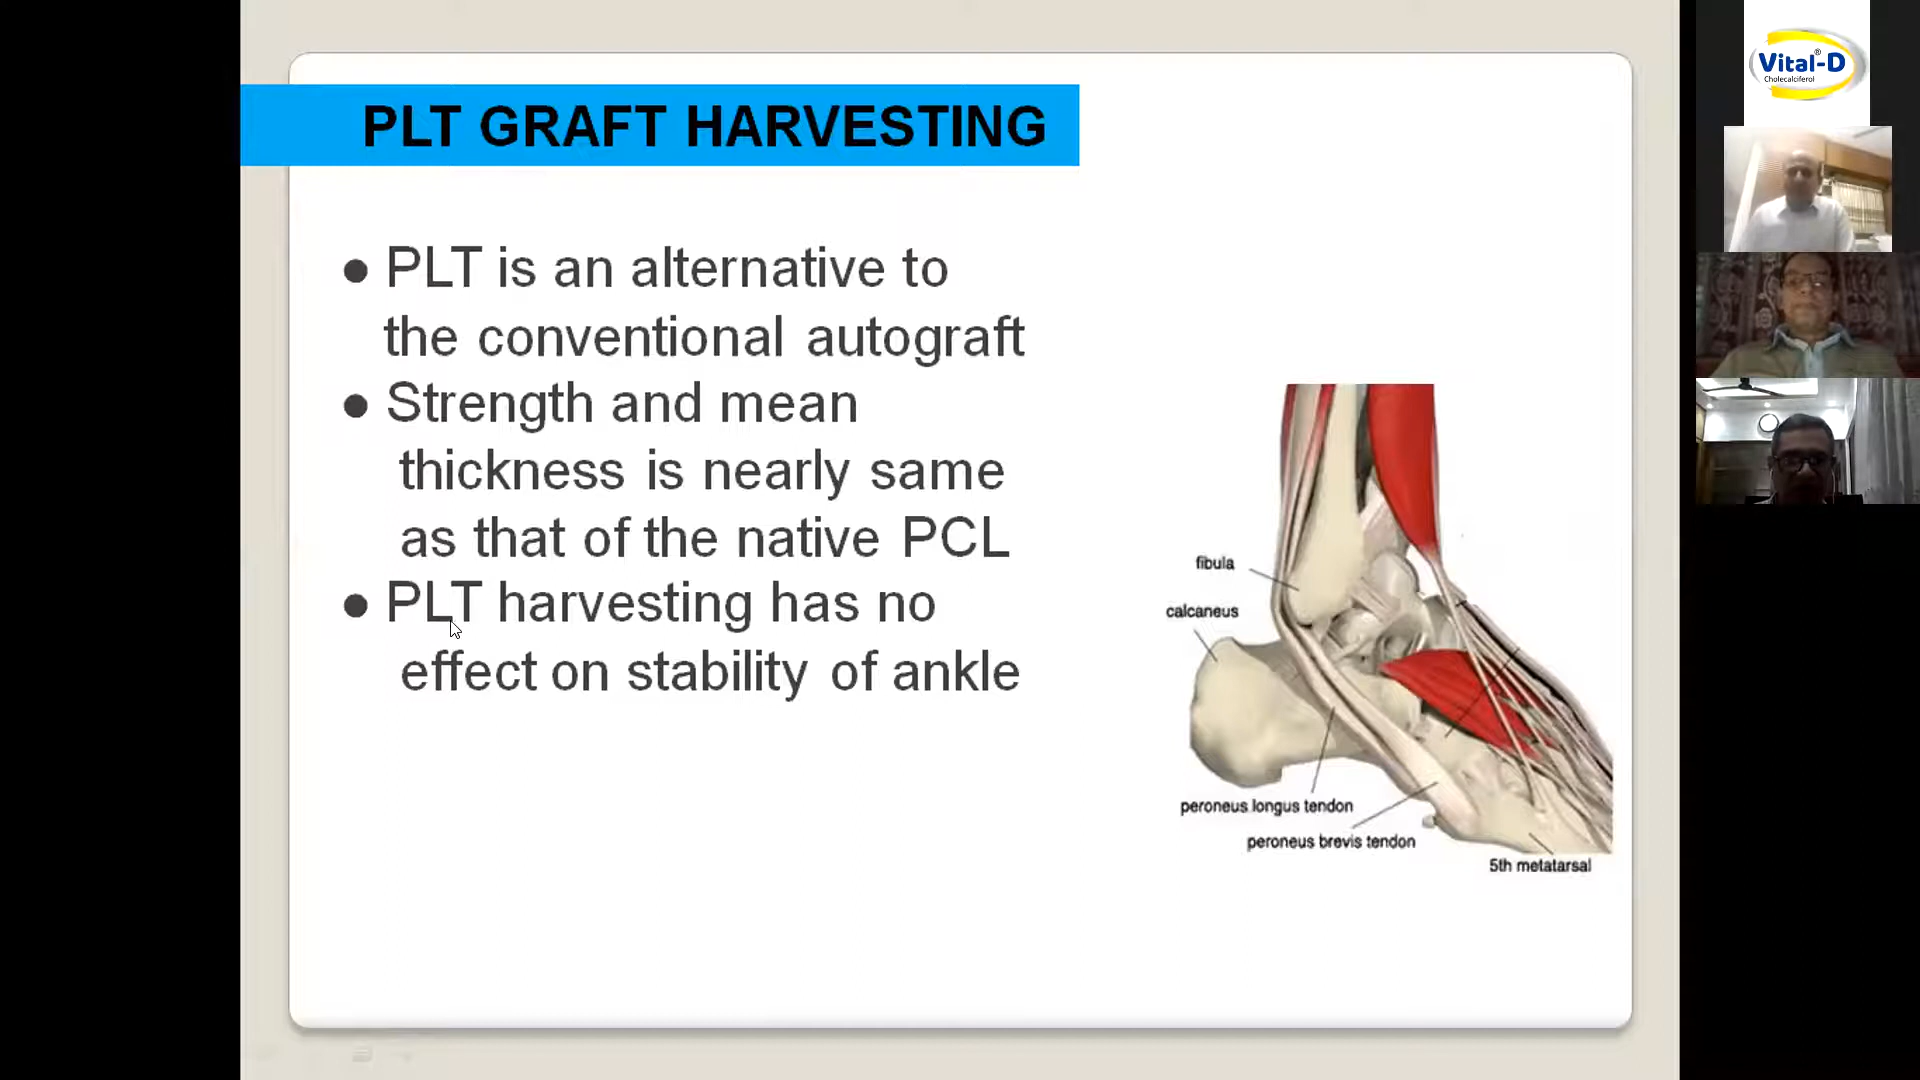 PLT GRAFT HARVESTING
● PLT is an alternative to
the conventional autograft
● Strength and mean
thickness is nearly same
as that of the native PCL
● PLT harvesting has no
effect on stability of ankle
fibula
calcaneus
peroneus longus tendon
peroneus brevis tendon
5th metatarsal
Vital-D®
Cholecalciferol